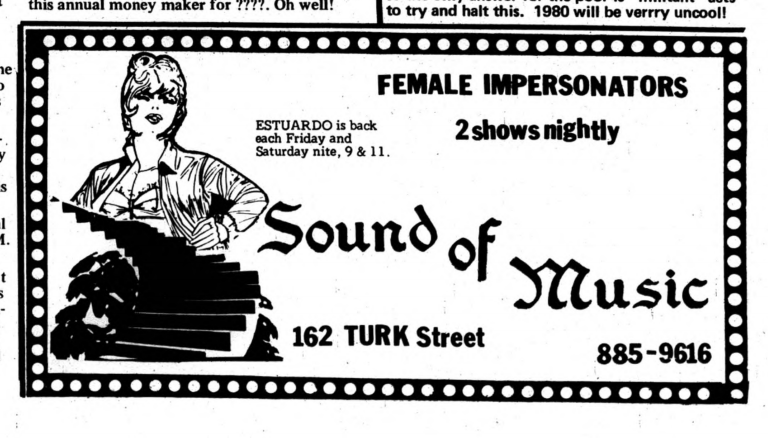 this annual money maker for ????. Oh well!
to try and halt this. 1980 will be verrry uncool!
FEMALE IMPERSONATORS
2 shows nightly
ESTUARDO is back
each Friday and
Saturday nite, 9 & 11.
Sound of Music
162 TURK Street
885-9616